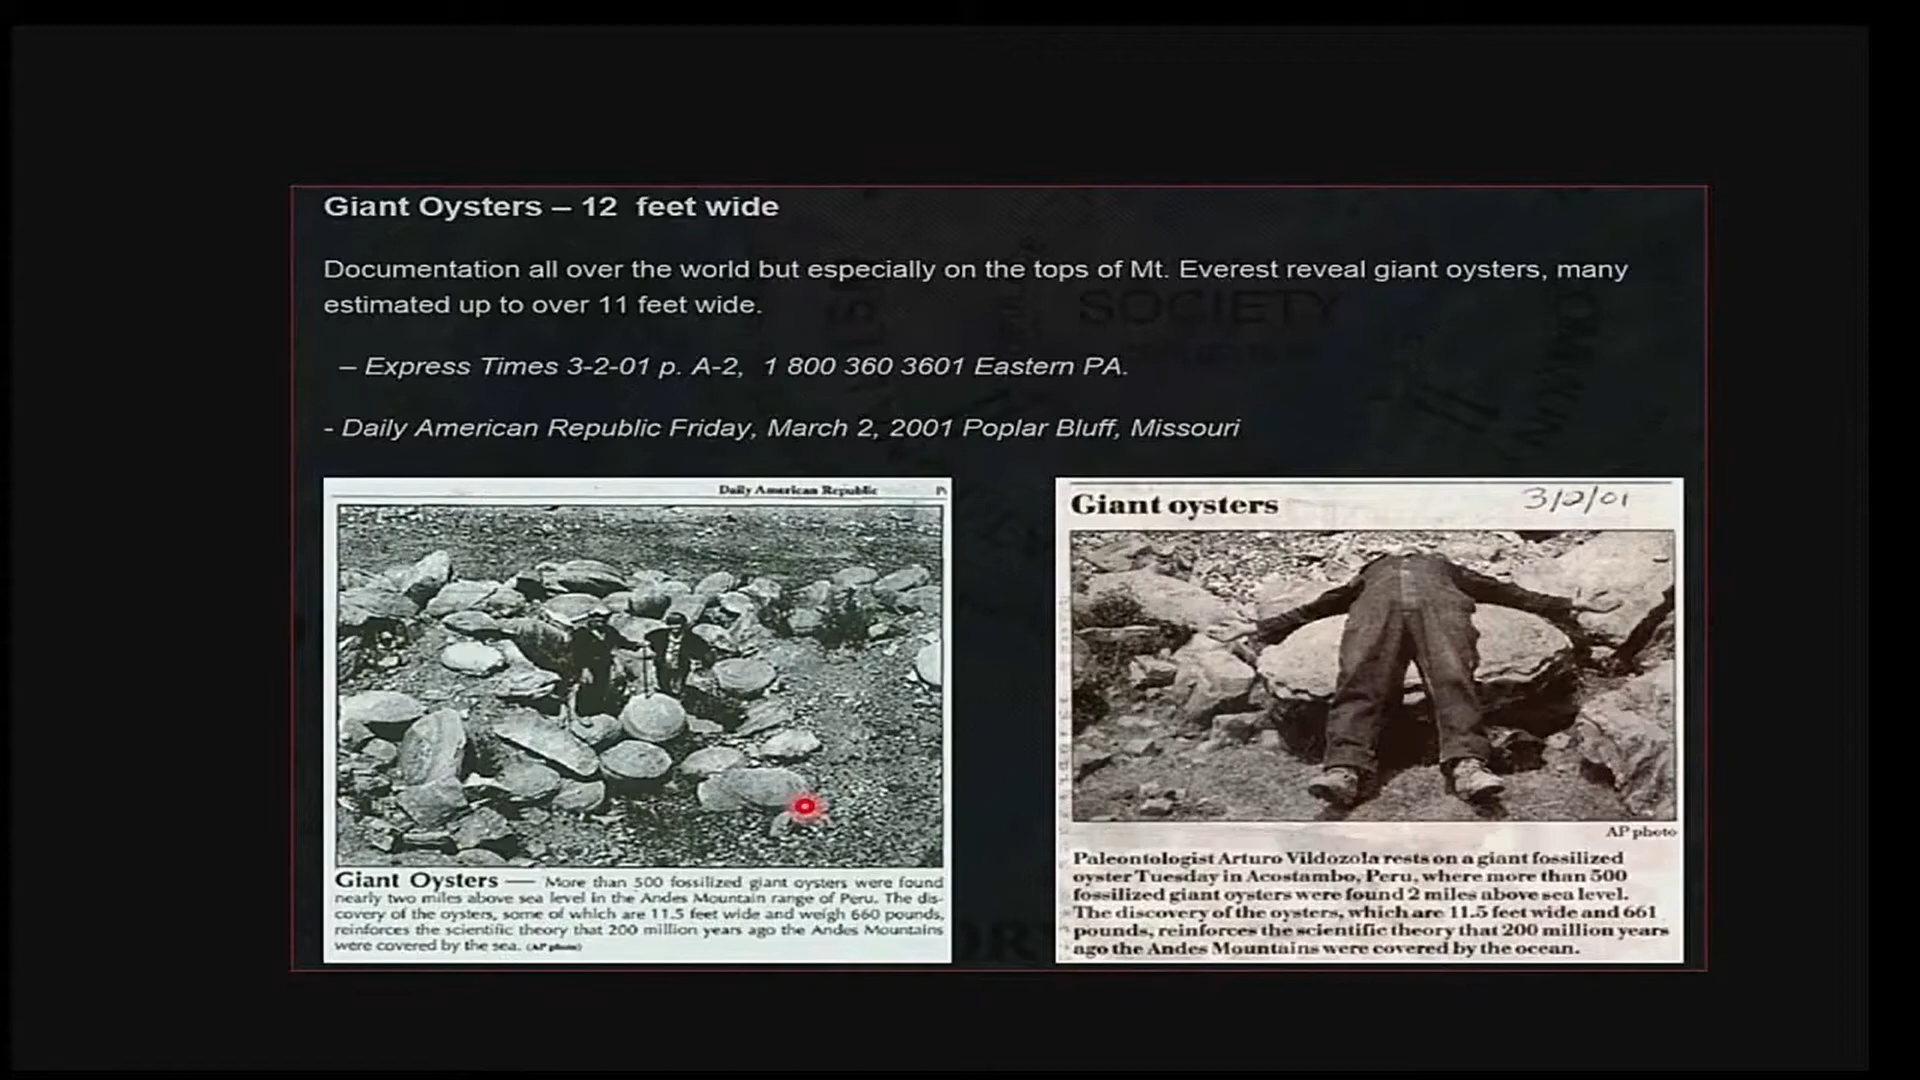 Giant Oysters – 12 feet wide
Documentation all over the world but especially on the tops of Mt. Everest reveal giant oysters, many
estimated up to over 11 feet wide.
– Express Times 3-2-01 p. A-2, 1 800 360 3601 Eastern PA.
- Daily American Republic Friday, March 2, 2001 Poplar Bluff, Missouri
Daily American Republic
Giant Oysters — More than 500 fossilized giant oysters were found
nearly two miles above sea level in the Andes Mountain range of Peru. The dis-
covery of the oysters, some of which are 11.5 feet wide and weigh 660 pounds,
reinforces the scientific theory that 200 million years ago the Andes Mountains
were covered by the sea. (AP photo)
Giant oysters 3/2/01
AP photo
Paleontologist Arturo Vildozola rests on a giant fossilized
oyster Tuesday in Acostambo, Peru, where more than 500
fossilized giant oysters were found 2 miles above sea level.
The discovery of the oysters, which are 11.5 feet wide and 661
pounds, reinforces the scientific theory that 200 million years
ago the Andes Mountains were covered by the ocean.
SOCIETY